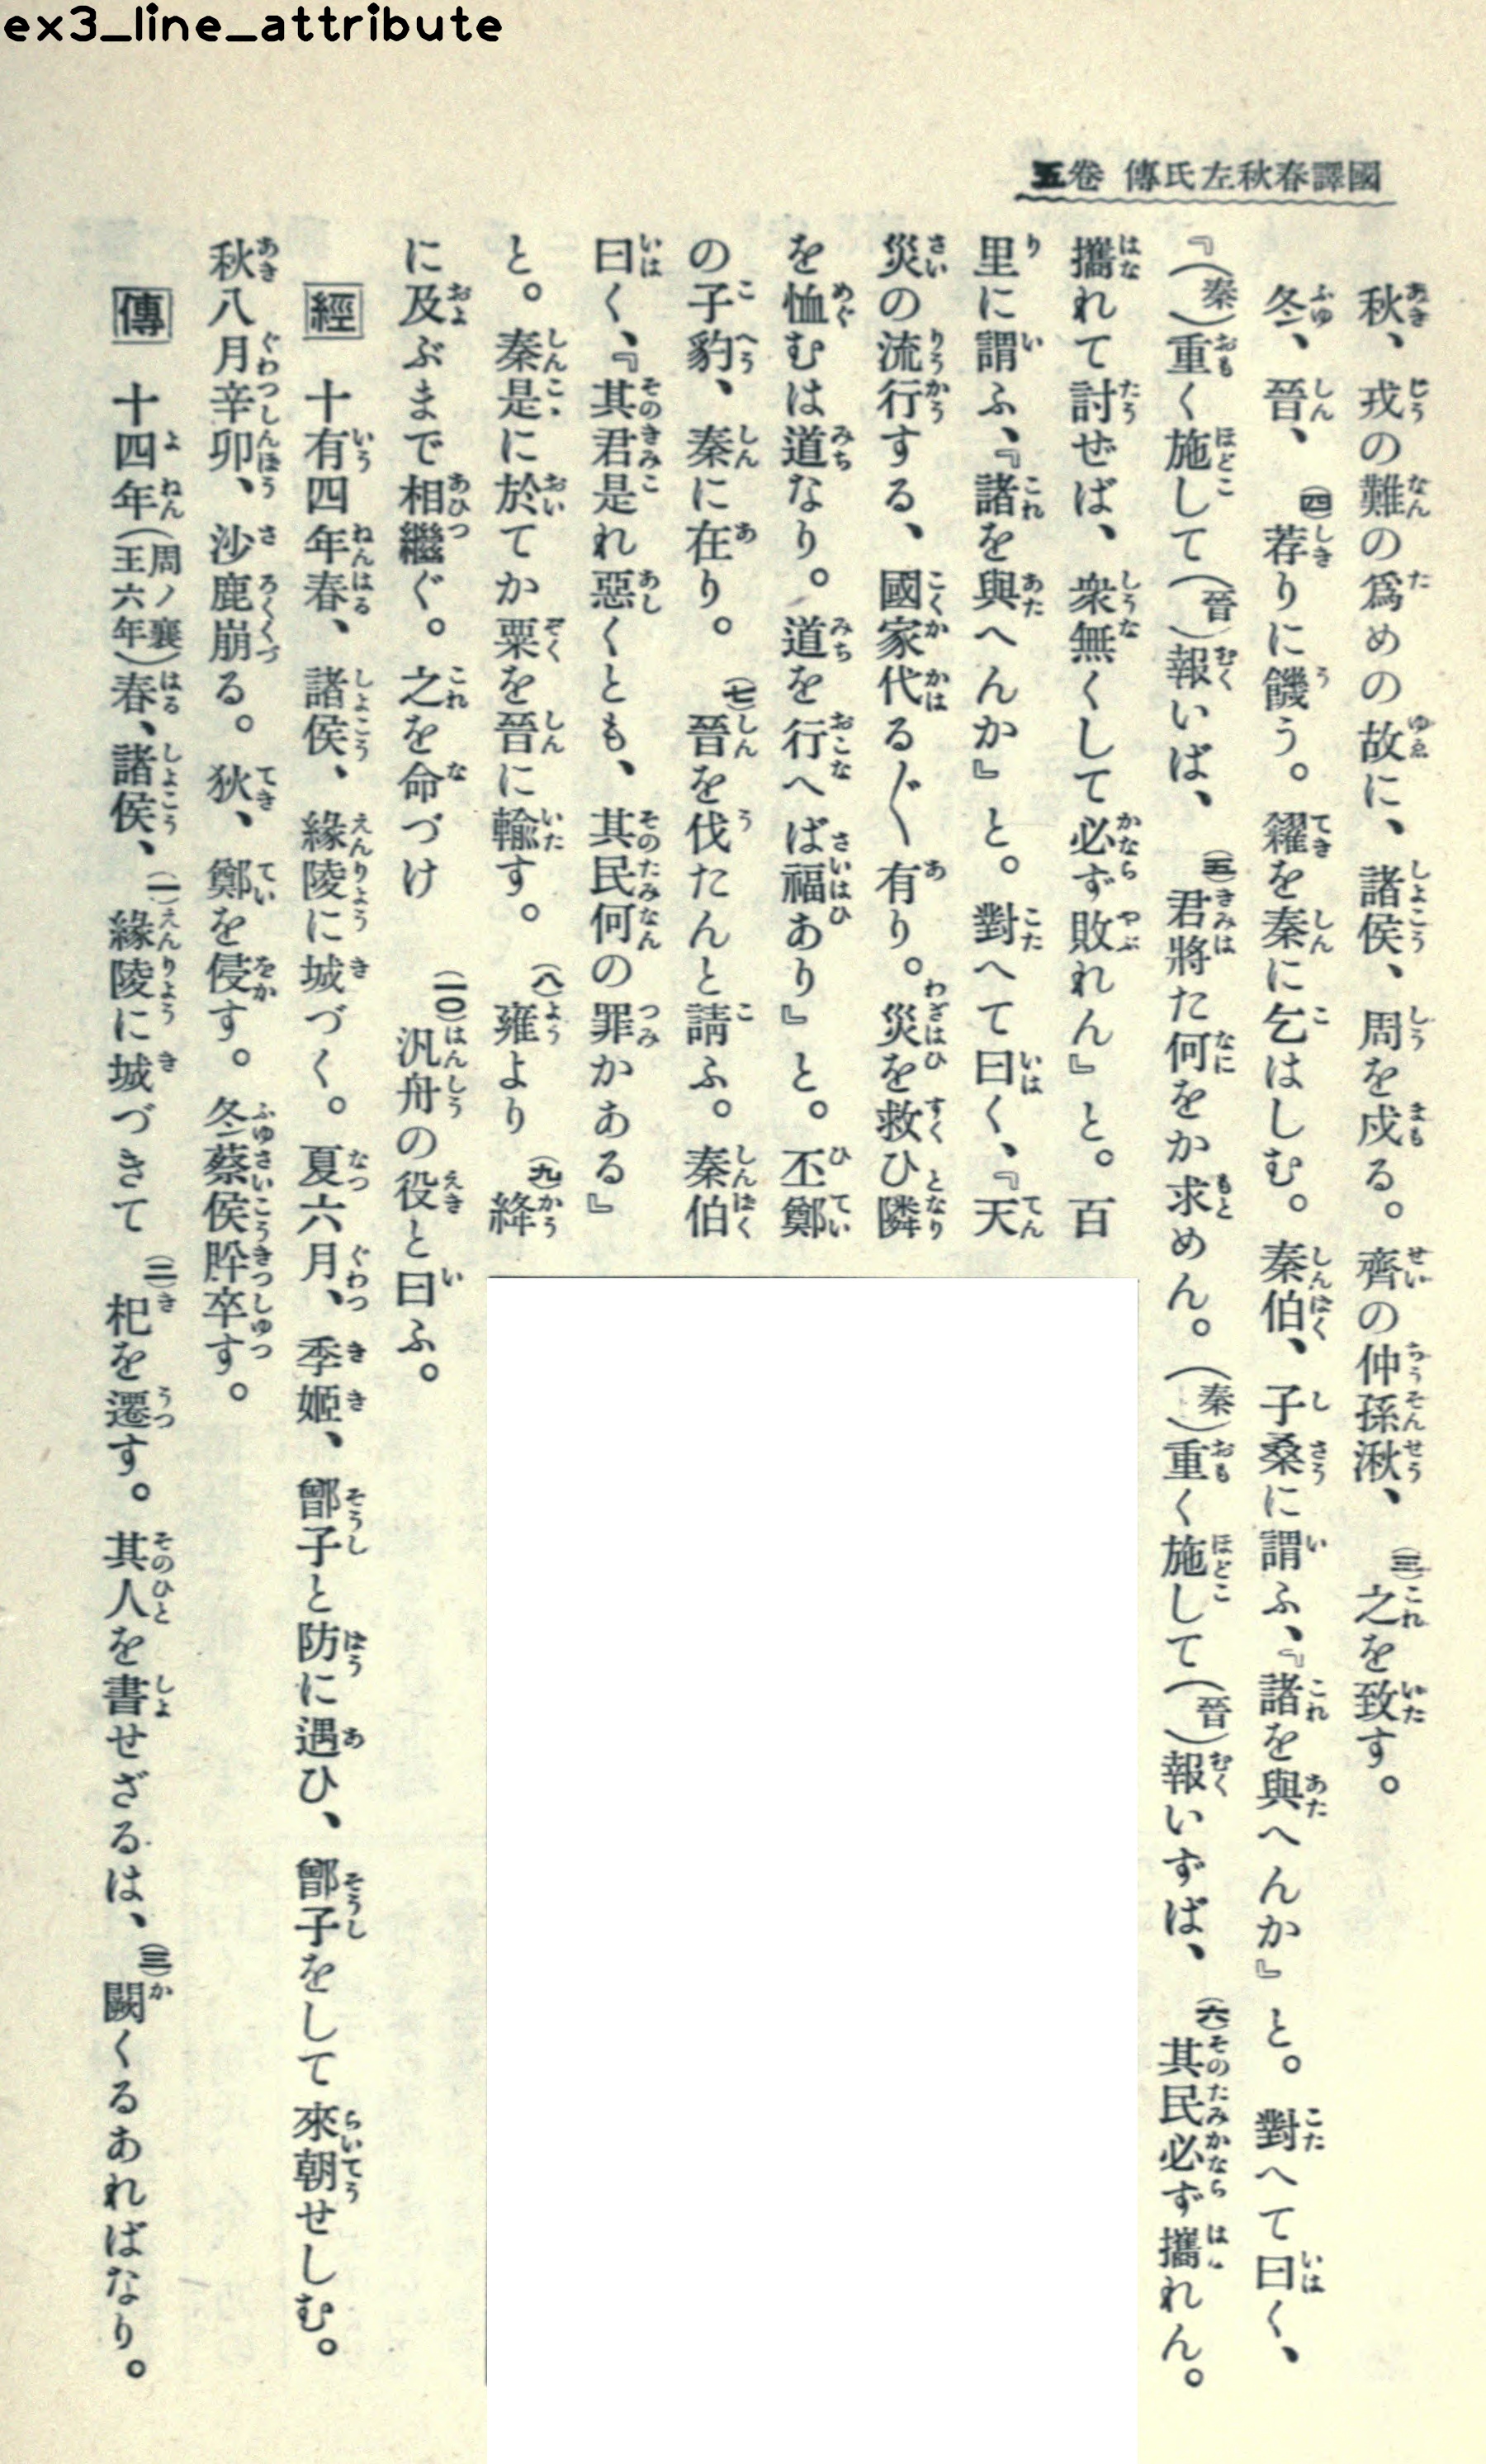 ex3_line_attribute
國譯春秋左氏傳 卷五
秋、戎の難の爲めの故に、諸侯、周を戍る。齊の仲孫湫、㈢之を致す。
冬、晉、㈣荐りに饑う。糴を秦に乞はしむ。秦伯、子桑に謂ふ、『諸を與へんか』と。對へて曰く、
『(秦)重く施して(晉)報いば、㈤君將た何をか求めん。(秦)重く施して(晉)報いずば、㈥其民必ず攜れん。
攜れて討ぜば、衆無くして必ず敗れん』と。百
里に謂ふ、『諸を與へんか』と。對へて曰く、『天
災の流行する、國家代る〴〵有り。災を救ひ隣
を恤むは道なり。道を行へば福あり』と。丕鄭
の子豹、秦に在り。㈦晉を伐たんと請ふ。秦伯
曰く、『其君是れ惡くとも、其民何の罪かある』
と。秦是に於てか粟を晉に輸す。㈧雍より㈨絳
に及ぶまで相繼ぐ。之を命づけ(一〇)汎舟の役と曰ふ。
經 十有四年春、諸侯、緣陵に城づく。夏六月、季姬、鄫子と防に遇ひ、鄫子をして來朝せしむ。
秋八月辛卯、沙鹿崩る。狄、鄭を侵す。冬蔡侯肸卒す。
傳 十四年(周ノ襄王六年)春、諸侯、㈠緣陵に城づきて㈡杞を遷す。其人を書せざるは、㈢闕くるあればなり。